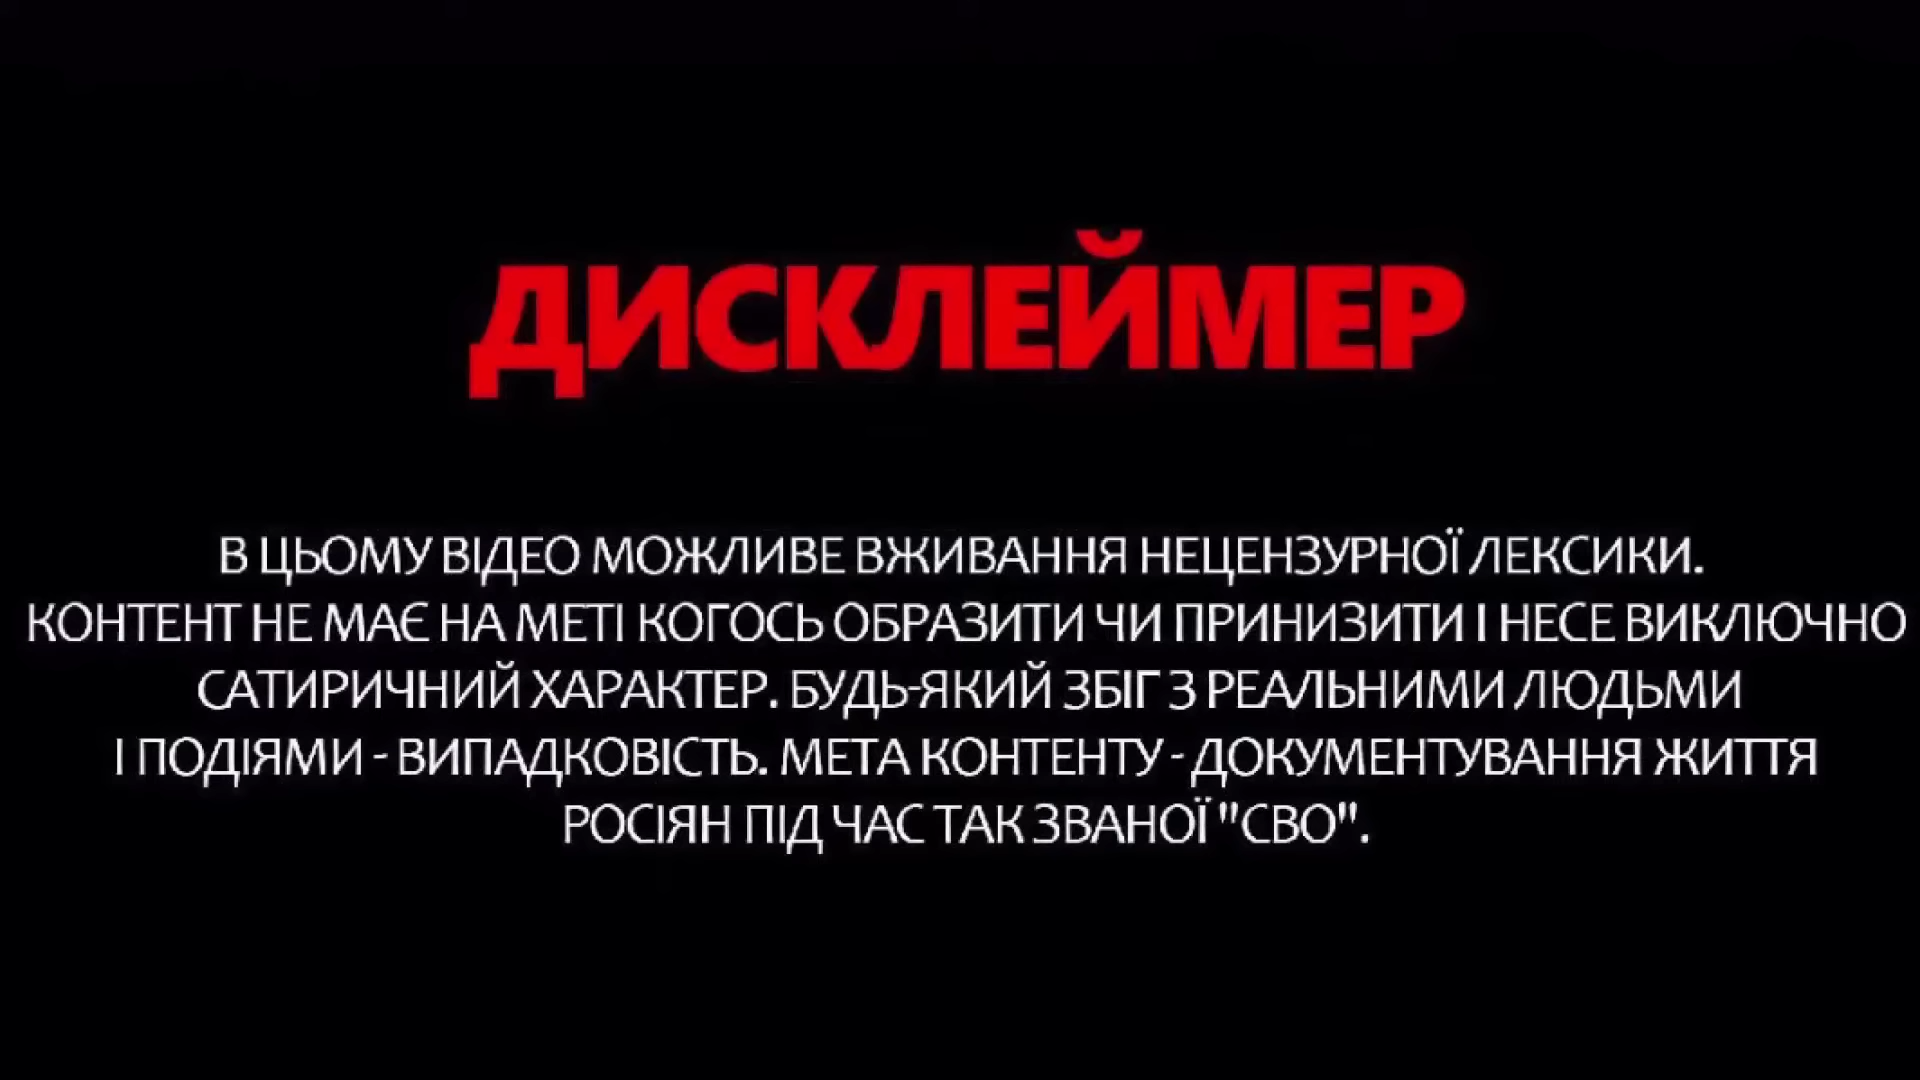 ДИСКЛЕЙМЕР
В ЦЬОМУ ВІДЕО МОЖЛИВЕ ВЖИВАННЯ НЕЦЕНЗУРНОЇ ЛЕКСИКИ.
КОНТЕНТ НЕ МАЄ НА МЕТІ КОГОСЬ ОБРАЗИТИ ЧИ ПРИНИЗИТИ І НЕСЕ ВИКЛЮЧНО
САТИРИЧНИЙ ХАРАКТЕР. БУДЬ-ЯКИЙ ЗБІГ З РЕАЛЬНИМИ ЛЮДЬМИ
І ПОДІЯМИ - ВИПАДКОВІСТЬ. МЕТА КОНТЕНТУ - ДОКУМЕНТУВАННЯ ЖИТТЯ
РОСІЯН ПІД ЧАС ТАК ЗВАНОЇ "СВО".